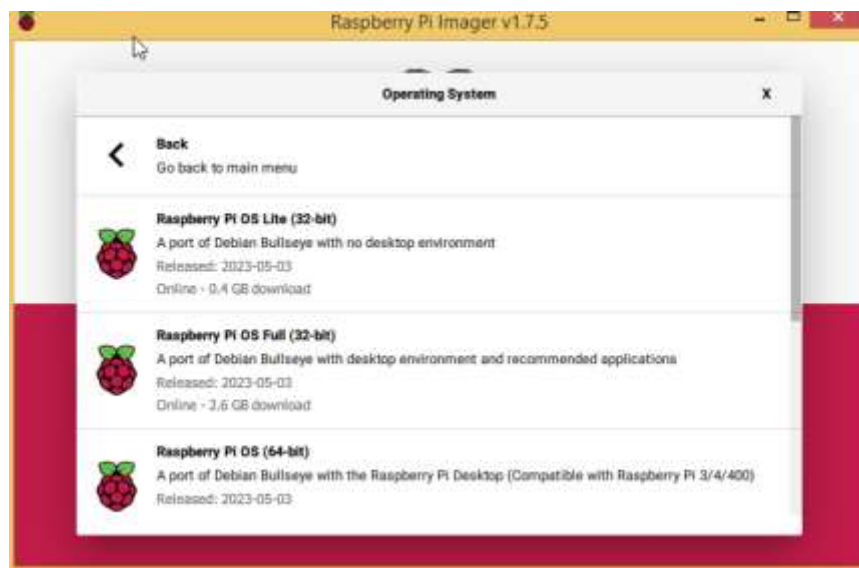 Raspberry Pi Imager v1.7.5
Operating System
X
Back
Go back to main menu
Raspberry Pi OS Lite (32-bit)
A port of Debian Bullseye with no desktop environment
Released: 2023-05-03
Online - 0.4 GB download
Raspberry Pi OS Full (32-bit)
A port of Debian Bullseye with desktop environment and recommended applications
Released: 2023-05-03
Online - 2.6 GB download
Raspberry Pi OS (64-bit)
A port of Debian Bullseye with the Raspberry Pi Desktop (Compatible with Raspberry Pi 3/4/400)
Released: 2023-05-03